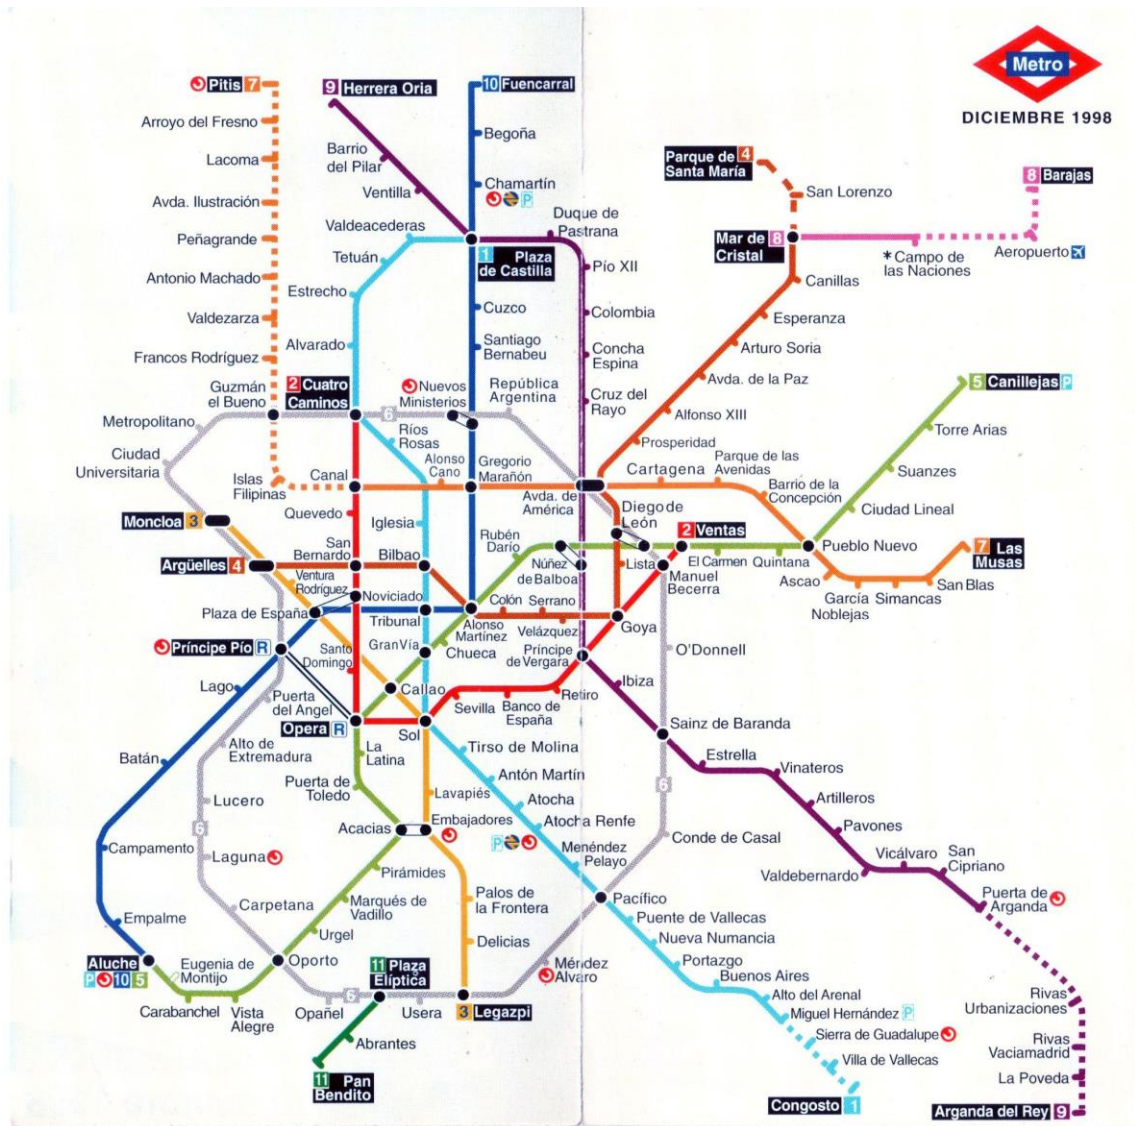 Metro
DICIEMBRE 1998
Pitis 7
9 Herrera Oria
10 Fuencarral
Arroyo del Fresno
Begoña
Barrio
del Pilar
Lacoma
Parque de 4
Santa María
8 Barajas
Ventilla
Chamartín
P
San Lorenzo
Avda. Ilustración
Valdeacederas
Duque de
Pastrana
Peñagrande
Mar de 8
Cristal
Tetuán
1 Plaza
de Castilla
Pío XII
* Campo de
las Naciones
Aeropuerto
Antonio Machado
Canillas
Estrecho
Cuzco
Colombia
Esperanza
Valdezarza
Alvarado
Santiago
Bernabeu
Concha
Espina
Arturo Soria
Francos Rodríguez
Avda. de la Paz
5 Canillejas P
Guzmán
el Bueno
2 Cuatro
Caminos
Nuevos
Ministerios
República
Argentina
Cruz del
Rayo
6
Metropolitano
Alfonso XIII
Ríos
Rosas
Torre Arias
Prosperidad
Ciudad
Universitaria
Alonso
Cano
Gregorio
Marañón
Cartagena
Parque de las
Avenidas
Suanzes
Islas
Filipinas
Canal
Barrio de la
Concepción
Avda. de
América
Diego de
León
Ciudad Lineal
Moncloa 3
Quevedo
Iglesia
2 Ventas
Rubén
Darío
San
Bernardo
Bilbao
Pueblo Nuevo
7 Las
Musas
Argüelles 4
Núñez
de Balboa
Lista
El Carmen
Quintana
Manuel
Becerra
Ventura
Rodríguez
Ascao
San Blas
García
Noblejas
Simancas
Noviciado
Plaza de España
Tribunal
Colón
Serrano
Alonso
Martínez
Velázquez
Goya
Príncipe Pío R
Santo
Domingo
Gran Vía
Chueca
Príncipe
de Vergara
O'Donnell
Lago
Callao
Ibiza
Puerta
del Angel
Retiro
Sevilla
Banco de
España
Opera R
Sol
Sainz de Baranda
Alto de
Extremadura
La
Latina
Tirso de Molina
Batán
Estrella
Vinateros
Puerta de
Toledo
Antón Martín
6
Lucero
Lavapiés
Atocha
Artilleros
6
Acacias
Embajadores
Atocha Renfe
Pavones
P
Conde de Casal
Campamento
Laguna
Menéndez
Pelayo
Vicálvaro
San
Cipriano
Pirámides
Valdebernardo
Carpetana
Marqués de
Vadillo
Palos de
la Frontera
Pacífico
Puerta de
Arganda
Empalme
Urgel
Puente de Vallecas
Delicias
Nueva Numancia
Aluche
P 10 5
Eugenia de
Montijo
Oporto
11 Plaza
Elíptica
Méndez
Alvaro
Portazgo
Buenos Aires
6
Carabanchel
Vista
Alegre
Opañel
Usera
3 Legazpi
Alto del Arenal
Rivas
Urbanizaciones
Miguel Hernández P
Abrantes
Sierra de Guadalupe
Rivas
Vaciamadrid
Villa de Vallecas
11 Pan
Bendito
La Poveda
Congosto 1
Arganda del Rey 9